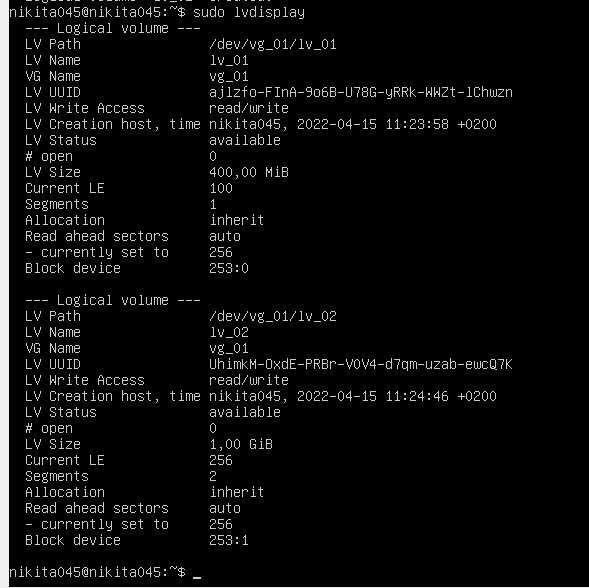 nikita045@nikita045:~$ sudo lvdisplay
--- Logical volume ---
LV Path /dev/vg_01/lv_01
LV Name lv_01
VG Name vg_01
LV UUID ajlzfo-FInA-9o6B-U78G-yRRk-WWZt-lChwzn
LV Write Access read/write
LV Creation host, time nikita045, 2022-04-15 11:23:58 +0200
LV Status available
# open 0
LV Size 400,00 MiB
Current LE 100
Segments 1
Allocation inherit
Read ahead sectors auto
- currently set to 256
Block device 253:0
--- Logical volume ---
LV Path /dev/vg_01/lv_02
LV Name lv_02
VG Name vg_01
LV UUID UhimkM-OxdE-PRBr-V0V4-d7qm-uzab-ewcQ7K
LV Write Access read/write
LV Creation host, time nikita045, 2022-04-15 11:24:46 +0200
LV Status available
# open 0
LV Size 1,00 GiB
Current LE 256
Segments 2
Allocation inherit
Read ahead sectors auto
- currently set to 256
Block device 253:1
nikita045@nikita045:~$ _